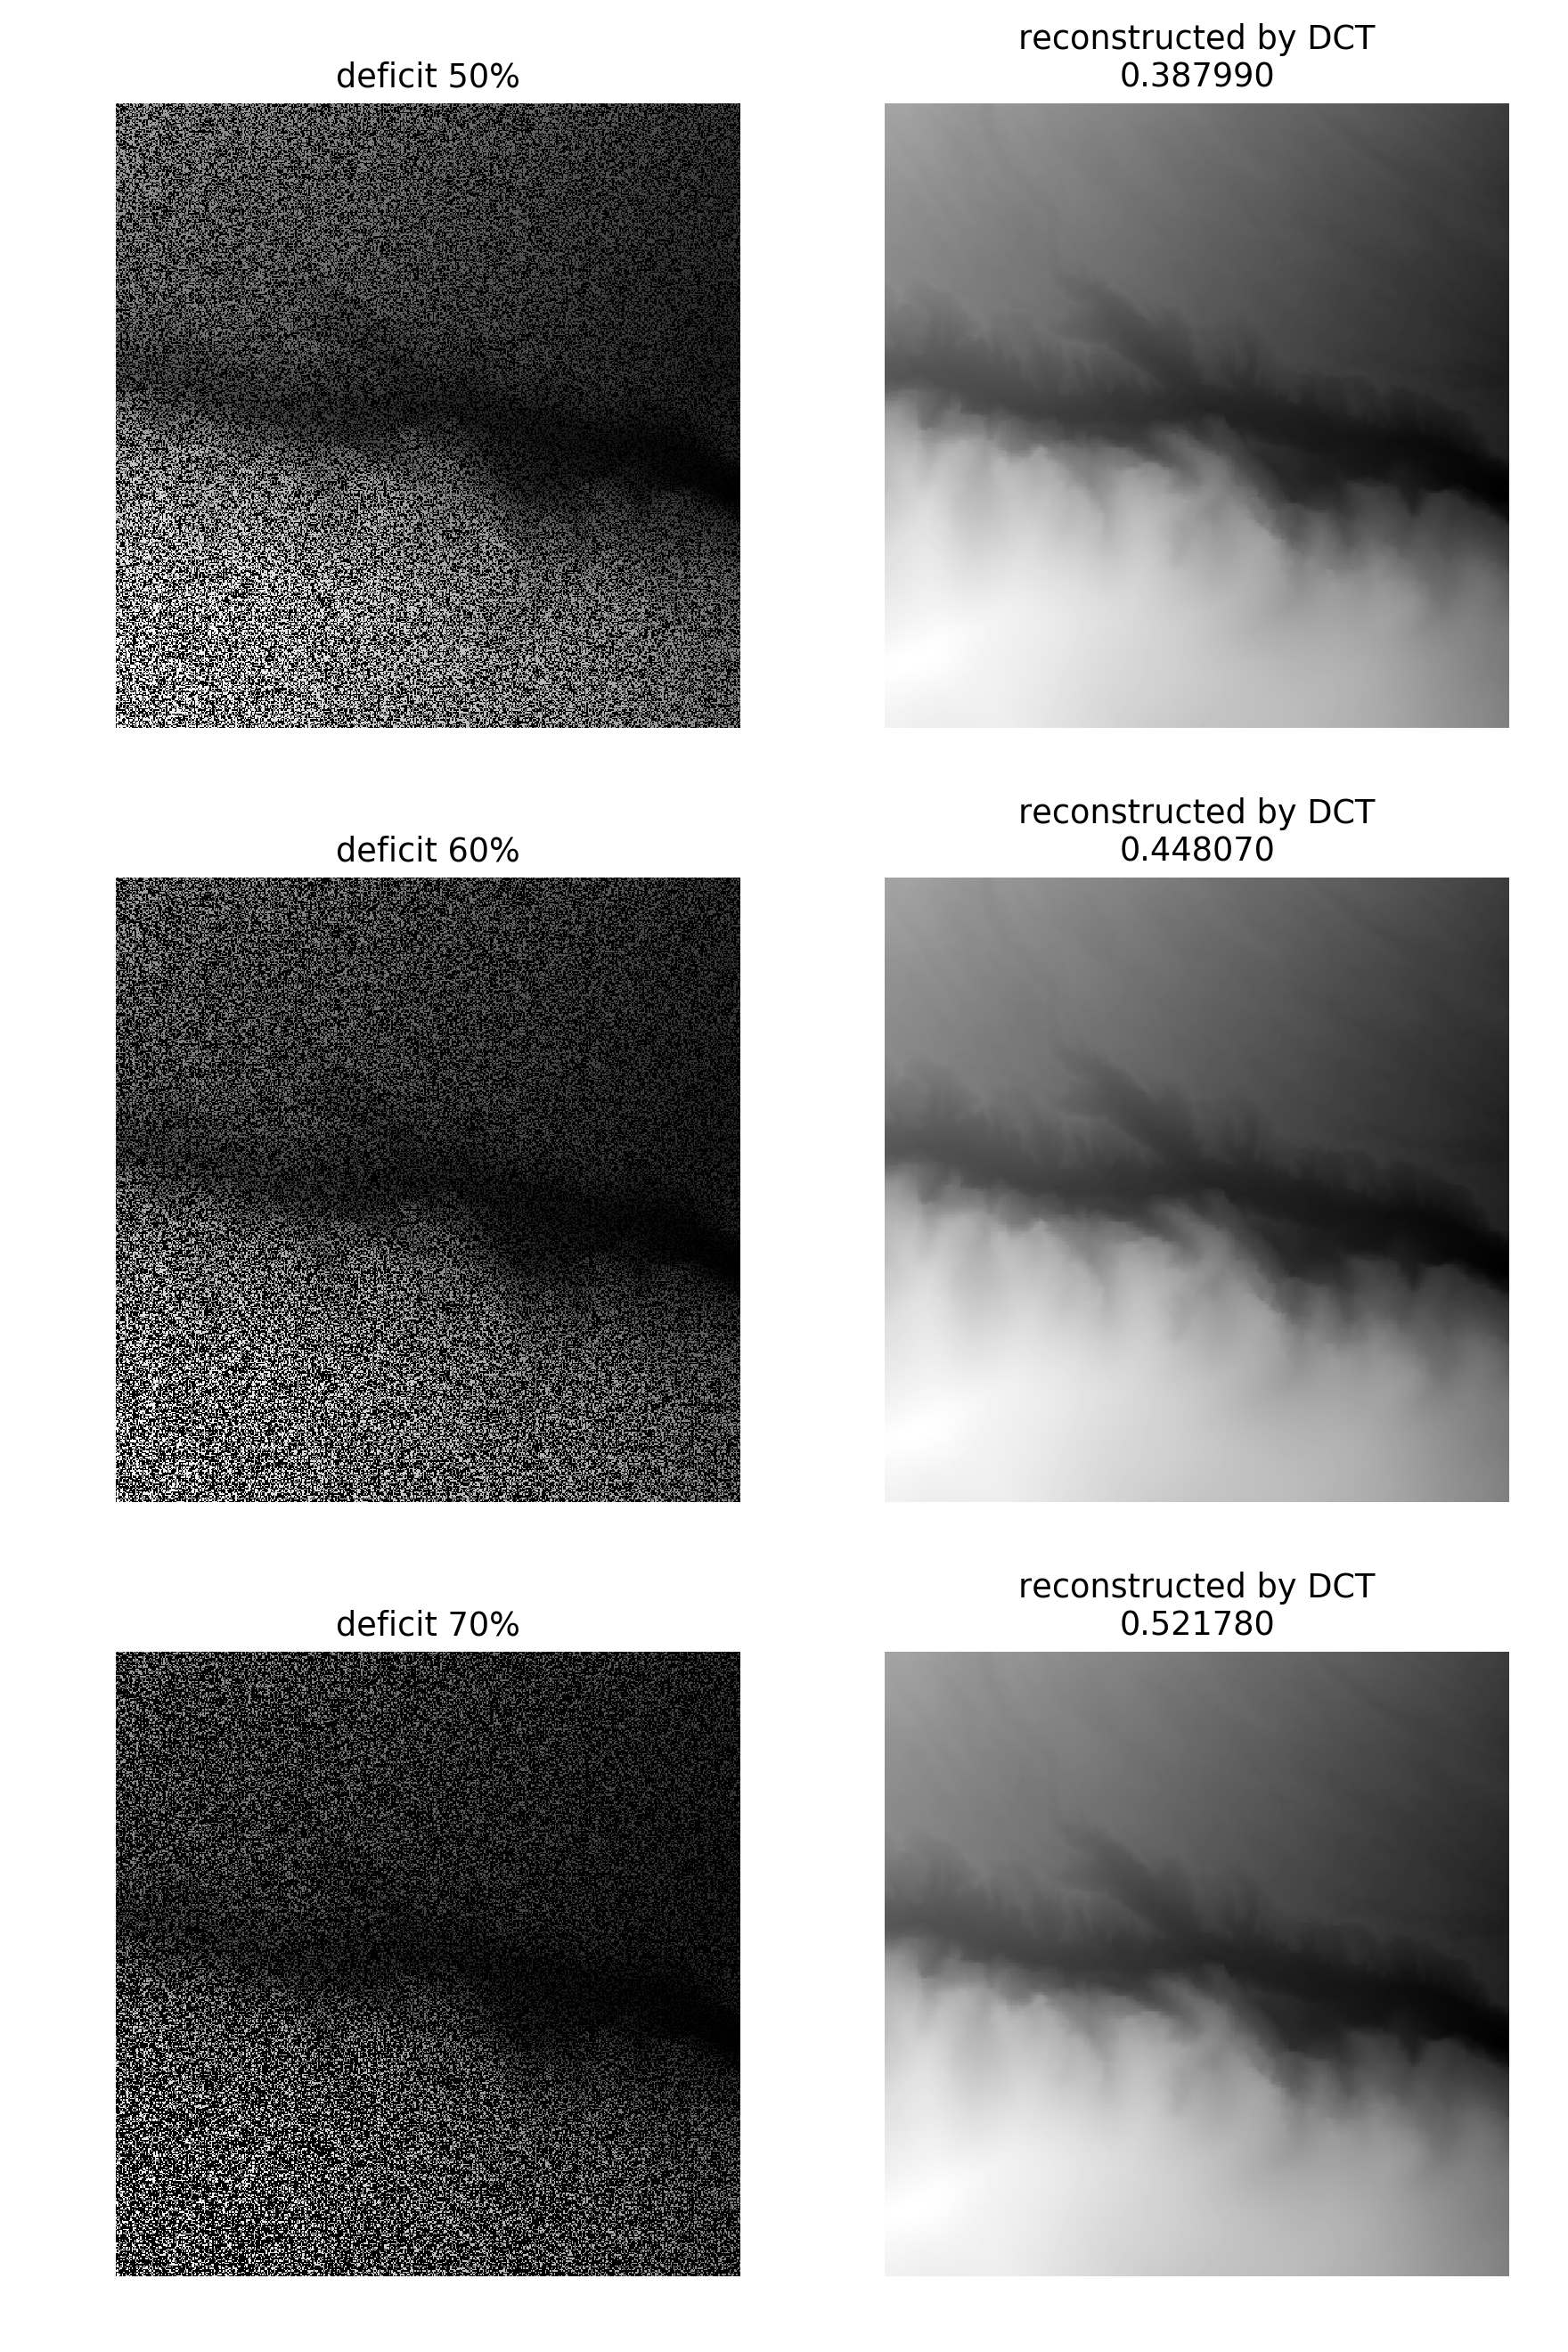 deficit 50%
reconstructed by DCT
0.387990
deficit 60%
reconstructed by DCT
0.448070
deficit 70%
reconstructed by DCT
0.521780